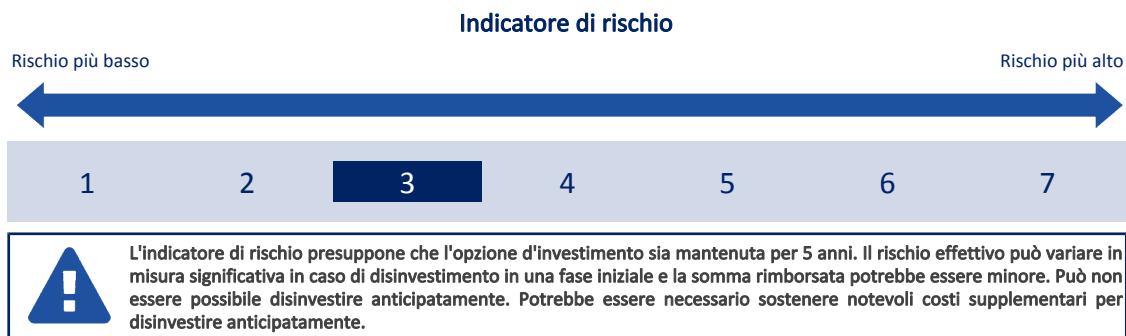 Indicatore di rischio
Rischio più basso
Rischio più alto
1 2 3 4 5 6 7
L'indicatore di rischio presuppone che l'opzione d'investimento sia mantenuta per 5 anni. Il rischio effettivo può variare in
misura significativa in caso di disinvestimento in una fase iniziale e la somma rimborsata potrebbe essere minore. Può non
essere possibile disinvestire anticipatamente. Potrebbe essere necessario sostenere notevoli costi supplementari per
disinvestire anticipatamente.